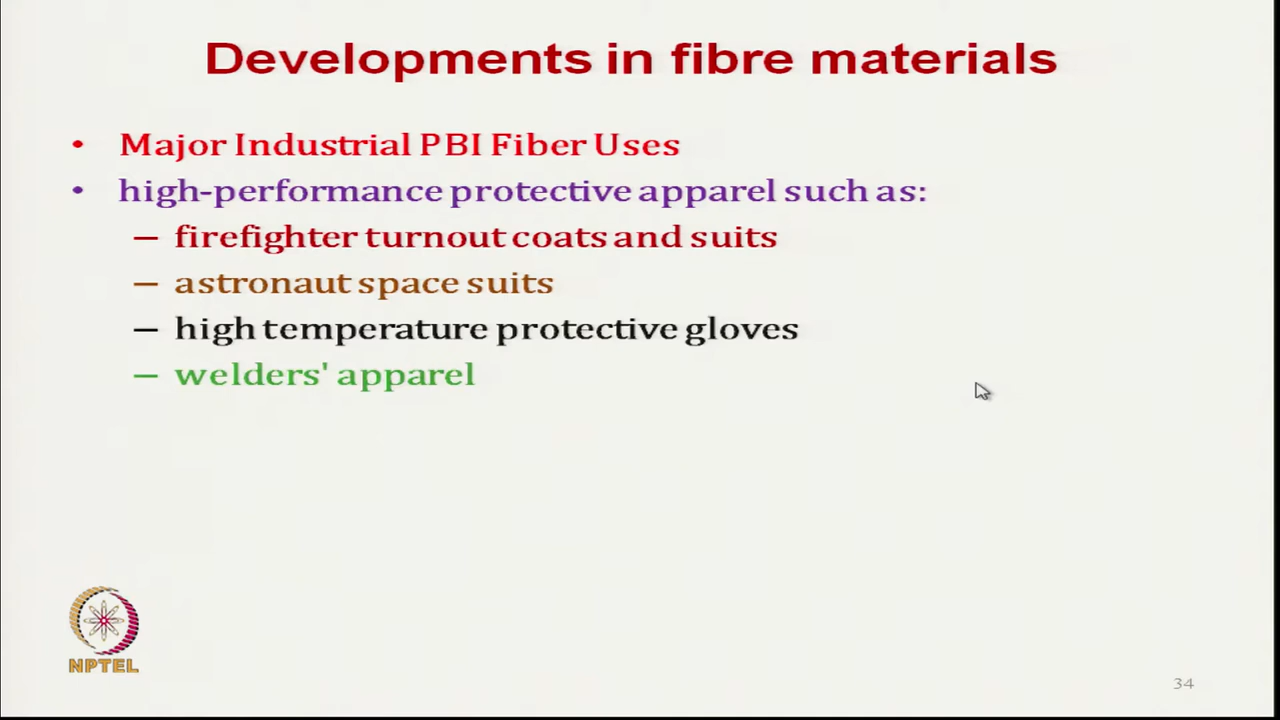 Developments in fibre materials
• Major Industrial PBI Fiber Uses
• high-performance protective apparel such as:
– firefighter turnout coats and suits
– astronaut space suits
– high temperature protective gloves
– welders' apparel
NPTEL
34